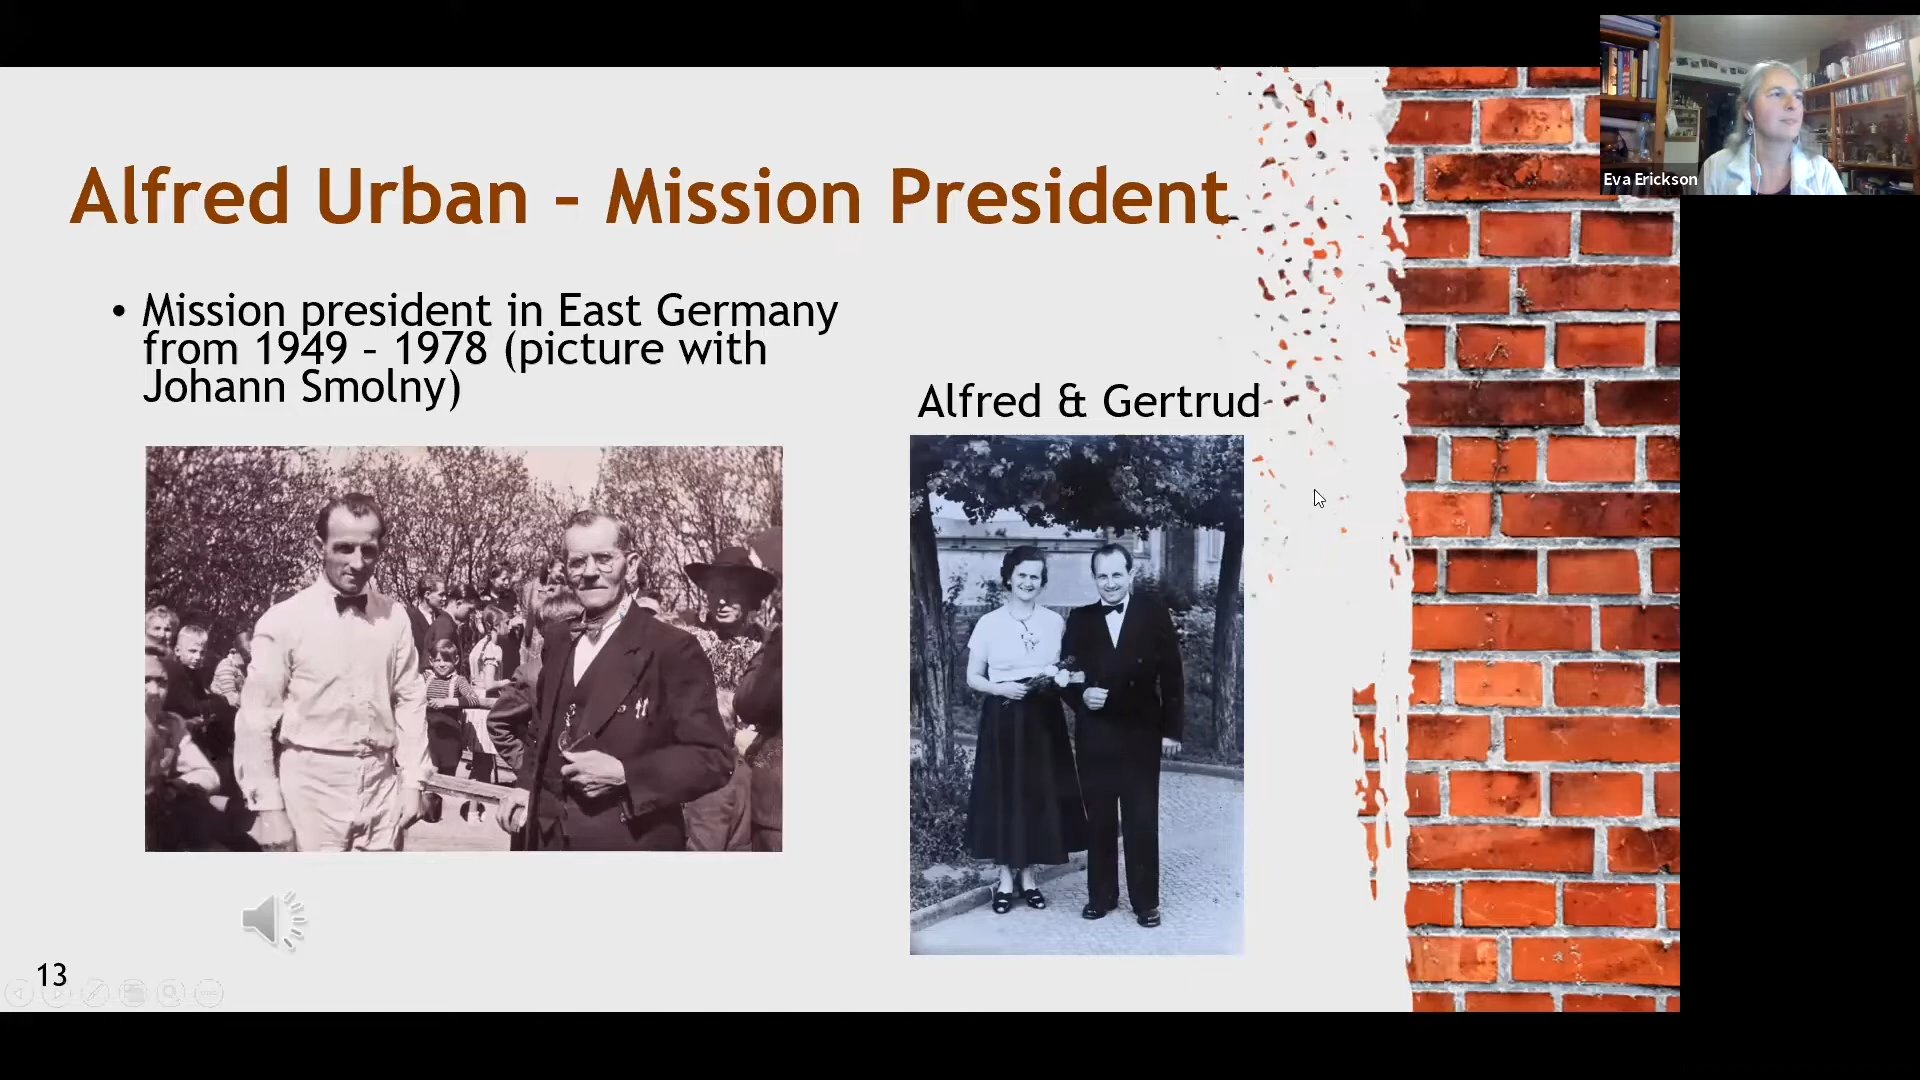 Alfred Urban – Mission President
• Mission president in East Germany
from 1949 – 1978 (picture with
Johann Smolny)
Alfred & Gertrud
13
Eva Erickson